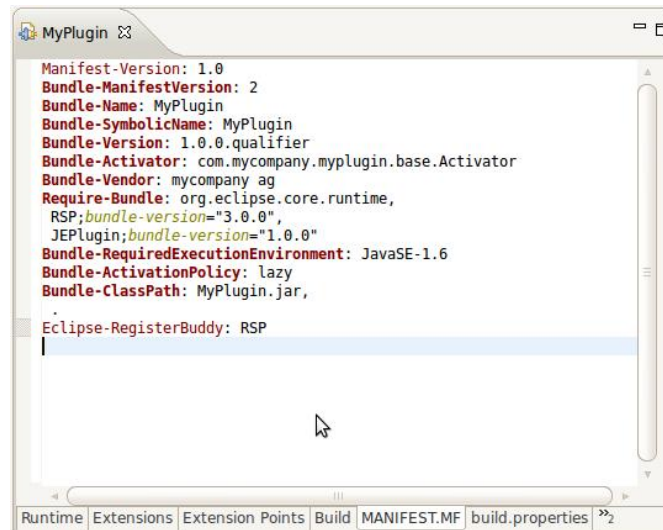 MyPlugin
Manifest-Version: 1.0
Bundle-ManifestVersion: 2
Bundle-Name: MyPlugin
Bundle-SymbolicName: MyPlugin
Bundle-Version: 1.0.0.qualifier
Bundle-Activator: com.mycompany.myplugin.base.Activator
Bundle-Vendor: mycompany ag
Require-Bundle: org.eclipse.core.runtime,
 RSP;bundle-version="3.0.0",
 JEPlugin;bundle-version="1.0.0"
Bundle-RequiredExecutionEnvironment: JavaSE-1.6
Bundle-ActivationPolicy: lazy
Bundle-ClassPath: MyPlugin.jar,
 .
Eclipse-RegisterBuddy: RSP
Runtime Extensions Extension Points Build MANIFEST.MF build.properties »2